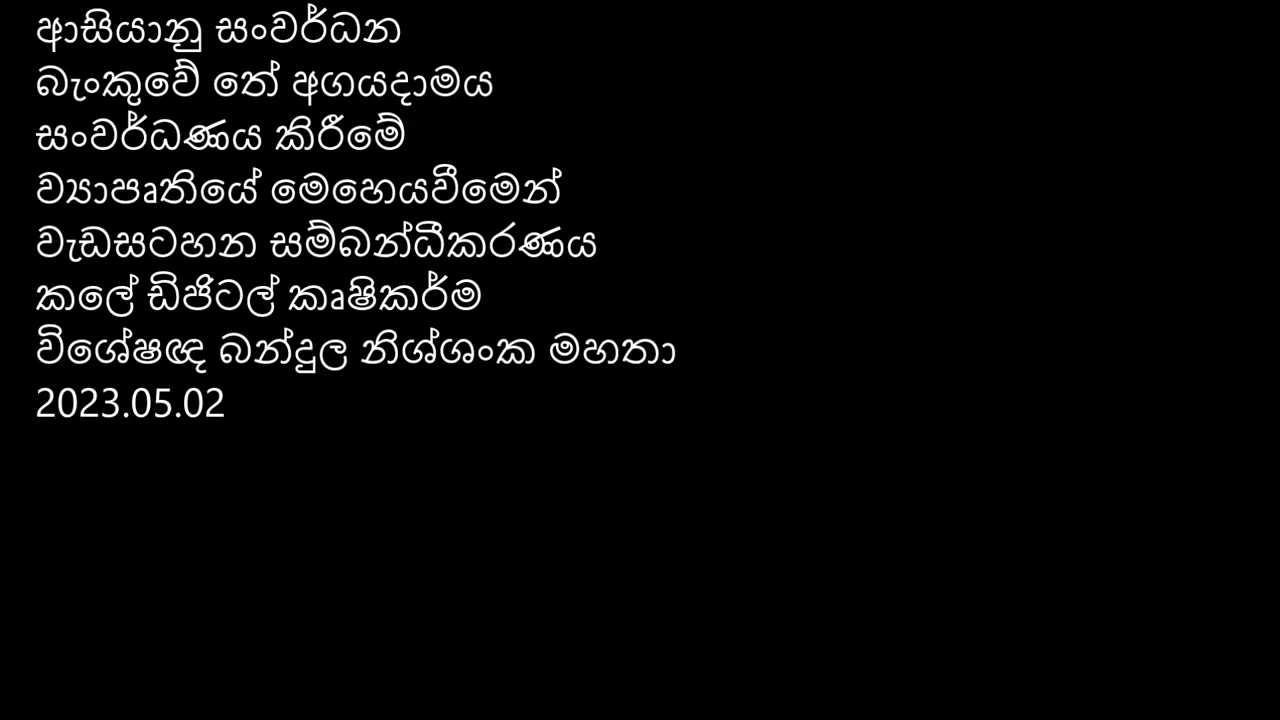 ආසියානු සංවර්ධන
බැංකුවේ තේ අගයදාමය
සංවර්ධණය කිරීමේ
ව්‍යාපෘතියේ මෙහෙයවීමෙන්
වැඩසටහන සම්බන්ධීකරණය
කලේ ඩිජිටල් කෘෂිකර්ම
විශේෂඥ බන්දුල නිශ්ශංක මහතා
2023.05.02